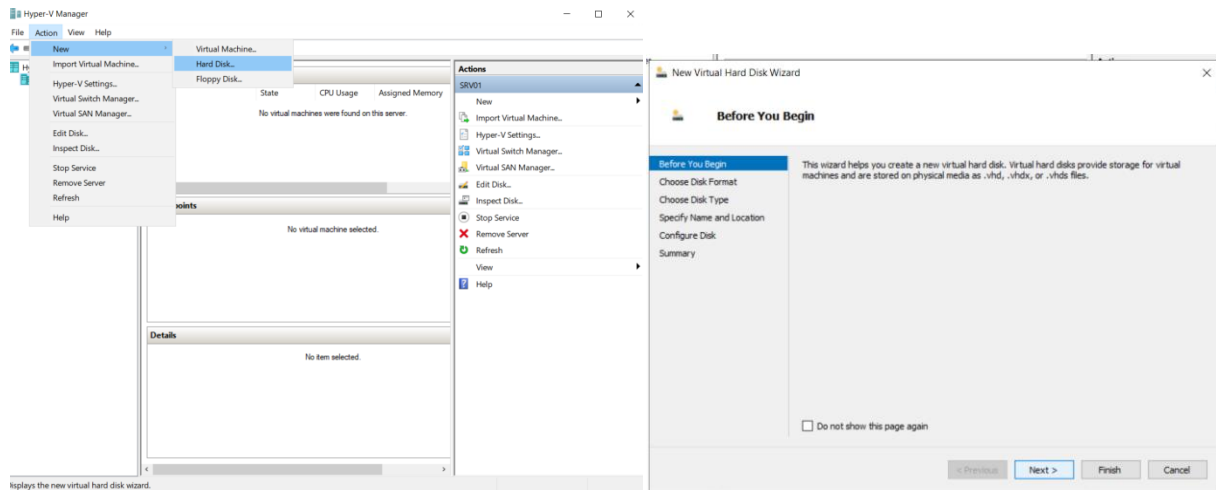 Hyper-V Manager
File Action View Help
New
Import Virtual Machine...
Hyper-V Settings...
Virtual Switch Manager...
Virtual SAN Manager...
Edit Disk...
Inspect Disk...
Stop Service
Remove Server
Refresh
Help
Virtual Machine...
Hard Disk...
Floppy Disk...
State CPU Usage Assigned Memory
No virtual machines were found on this server.
points
No virtual machine selected.
Details
No item selected.
Actions
SRV01
New
Import Virtual Machine...
Hyper-V Settings...
Virtual Switch Manager...
Virtual SAN Manager...
Edit Disk...
Inspect Disk...
Stop Service
Remove Server
Refresh
View
Help
Displays the new virtual hard disk wizard.
New Virtual Hard Disk Wizard
Before You Begin
Before You Begin
Choose Disk Format
Choose Disk Type
Specify Name and Location
Configure Disk
Summary
This wizard helps you create a new virtual hard disk. Virtual hard disks provide storage for virtual
machines and are stored on physical media as .vhd, .vhdx, or .vhds files.
Do not show this page again
< Previous Next > Finish Cancel